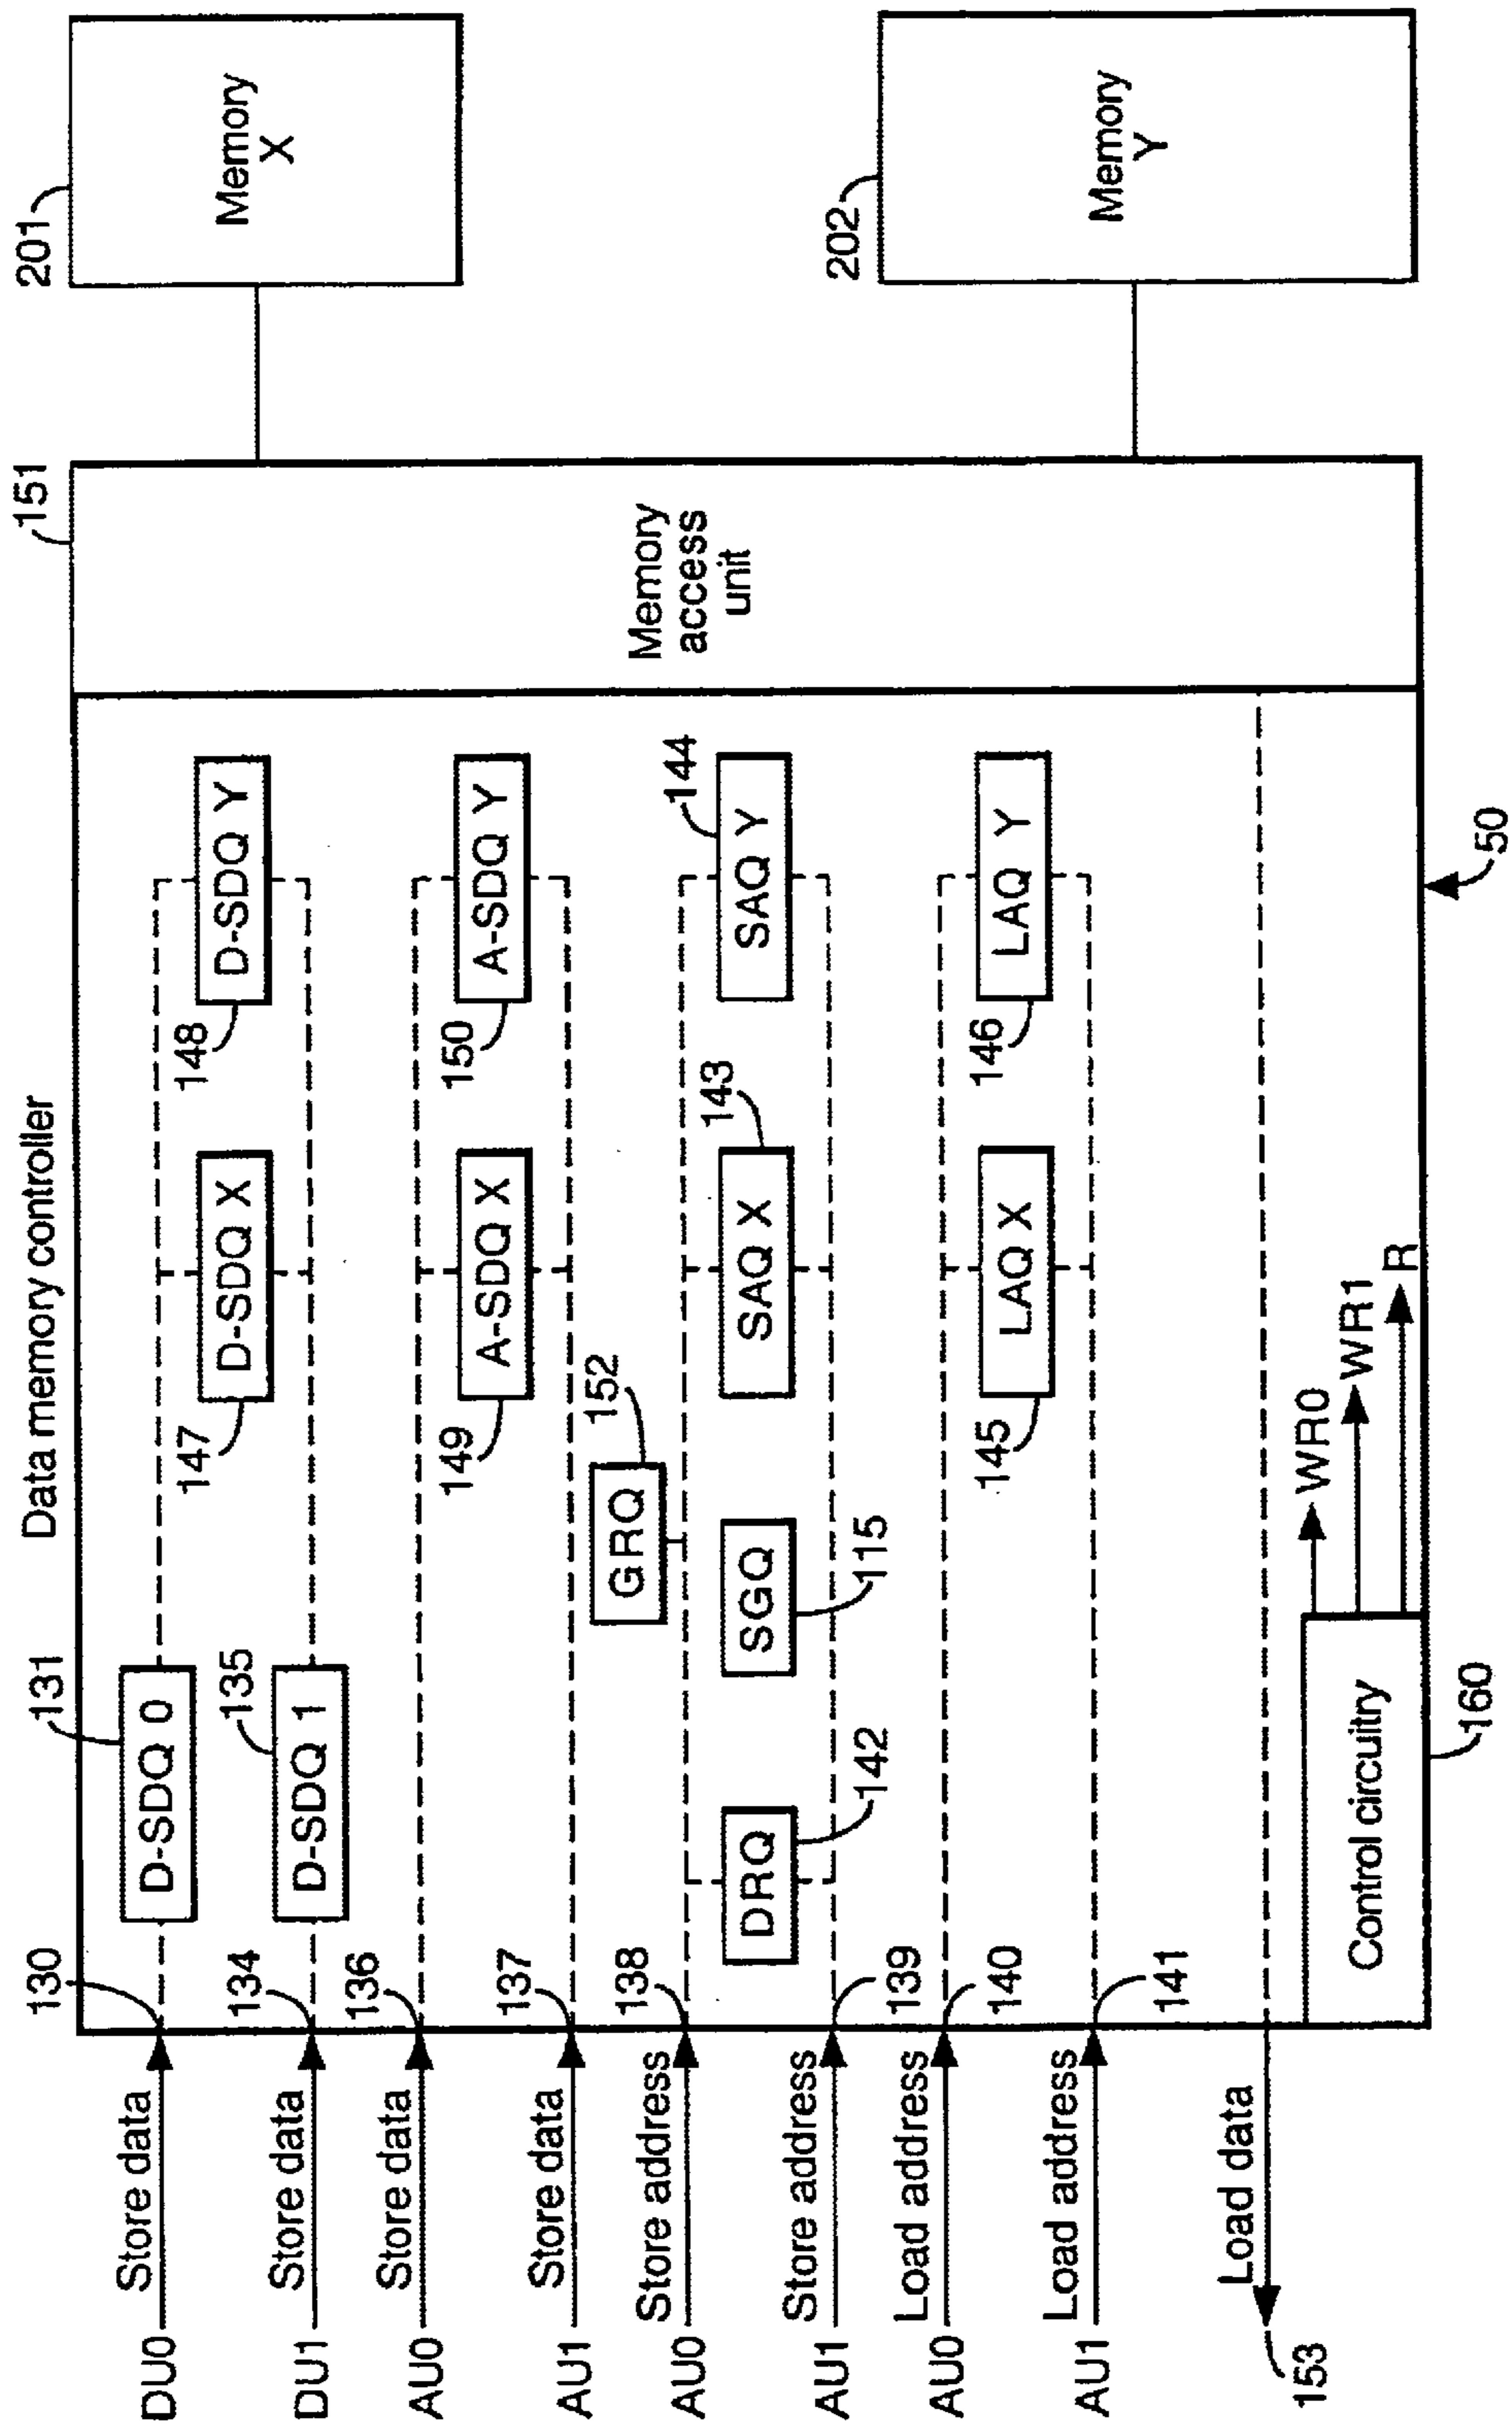 Data memory controller
DU0 Store data 130
D-SDQ 0 131
DU1 Store data 134
D-SDQ 1 135
D-SDQ X 147
D-SDQ Y 148
AU0 Store data 136
AU1 Store data 137
A-SDQ X 149
A-SDQ Y 150
GRQ 152
AU0 Store address 138
AU1 Store address 139
DRQ 142
SGQ 115
SAQ X 143
SAQ Y 144
AU0 Load address 140
AU1 Load address 141
LAQ X 145
LAQ Y 146
Load data 153
Control circuitry 160
WR0
WR1
R
50
Memory
access
unit
151
Memory
X
201
Memory
Y
202